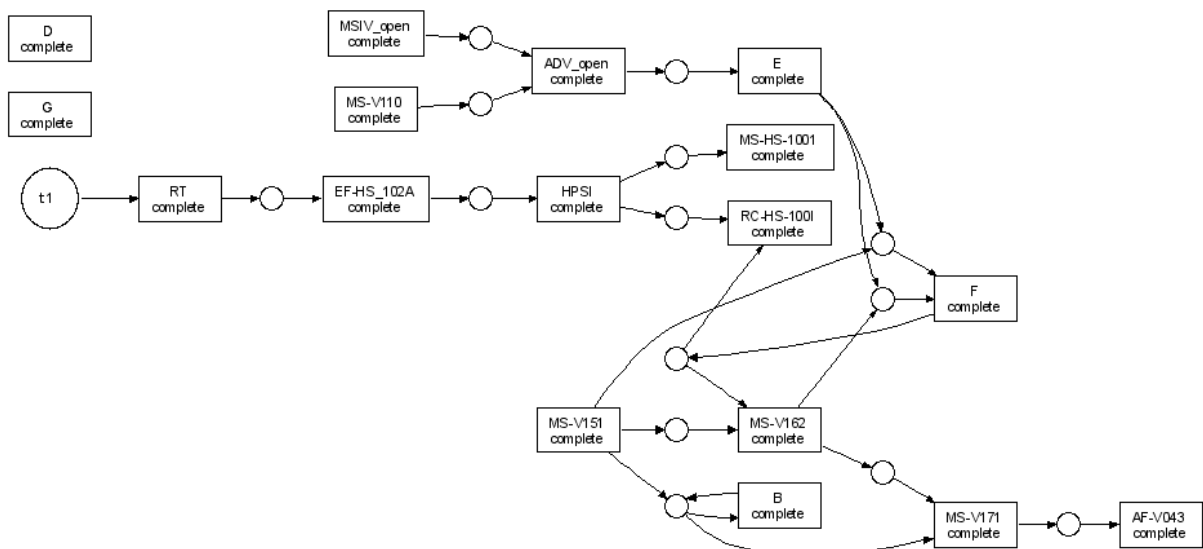 D
complete
MSIV_open
complete
ADV_open
complete
E
complete
G
complete
MS-V110
complete
MS-HS-1001
complete
t1
RT
complete
EF-HS_102A
complete
HPSI
complete
RC-HS-100I
complete
F
complete
MS-V151
complete
MS-V162
complete
B
complete
MS-V171
complete
AF-V043
complete